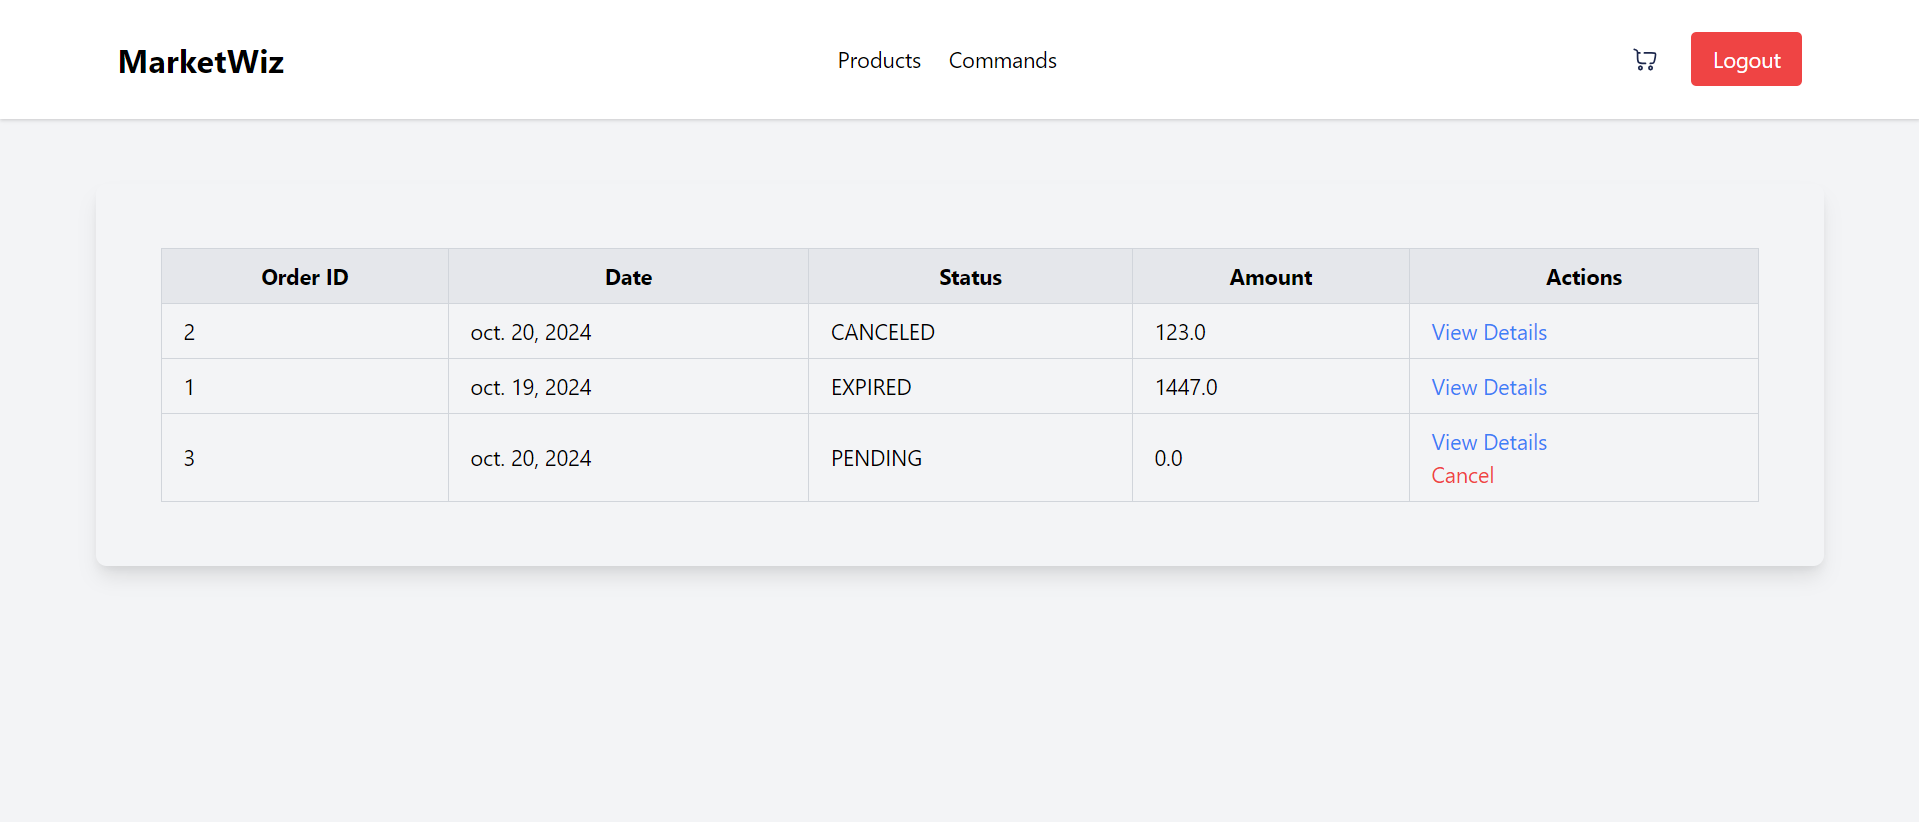 MarketWiz
Products Commands
Logout
Order ID Date Status Amount Actions
2 oct. 20, 2024 CANCELED 123.0 View Details
1 oct. 19, 2024 EXPIRED 1447.0 View Details
3 oct. 20, 2024 PENDING 0.0 View Details
Cancel